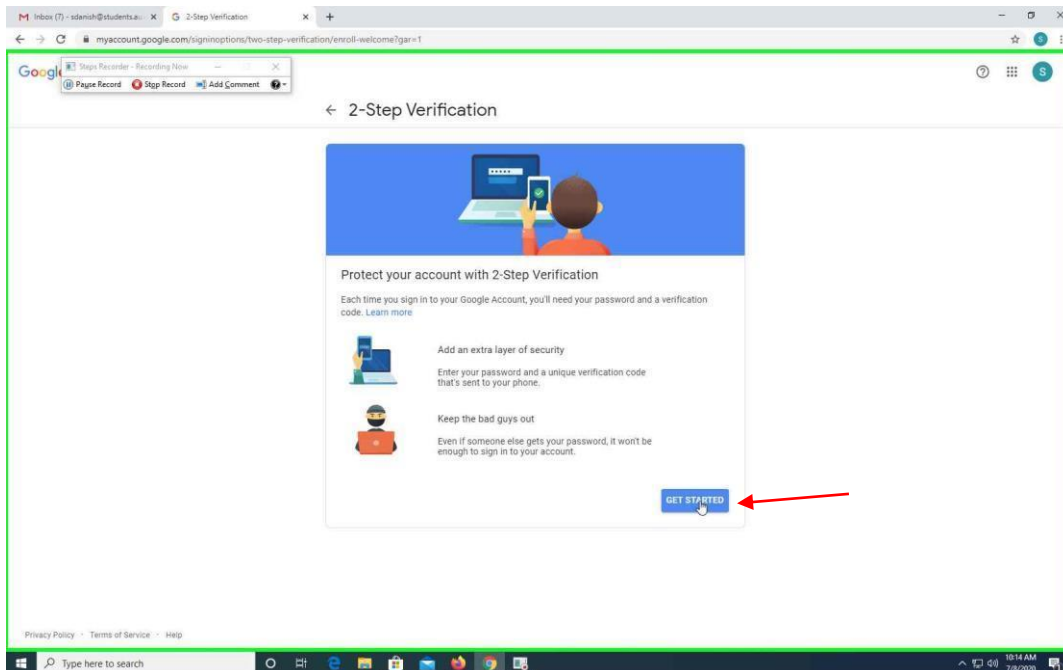 Inbox (7) - sdanish@students.au
2-Step Verification
myaccount.google.com/signinoptions/two-step-verification/enroll-welcome?gar=1
S
Googl
Steps Recorder - Recording Now
Pause Record Stop Record Add Comment
S
2-Step Verification
Protect your account with 2-Step Verification
Each time you sign in to your Google Account, you'll need your password and a verification
code. Learn more
Add an extra layer of security
Enter your password and a unique verification code
that's sent to your phone.
Keep the bad guys out
Even if someone else gets your password, it won't be
enough to sign in to your account.
GET STARTED
Privacy Policy · Terms of Service · Help
Type here to search
10:14 AM
7/8/2020